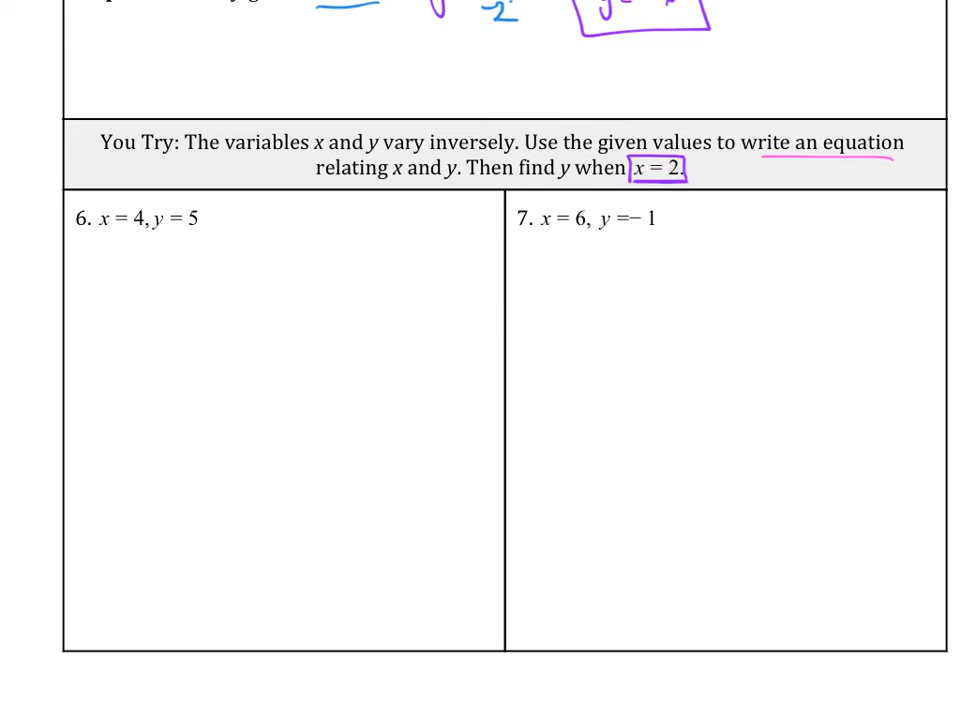 2
You Try: The variables x and y vary inversely. Use the given values to write an equation
relating x and y. Then find y when x = 2.
6. x = 4, y = 5
7. x = 6, y =− 1